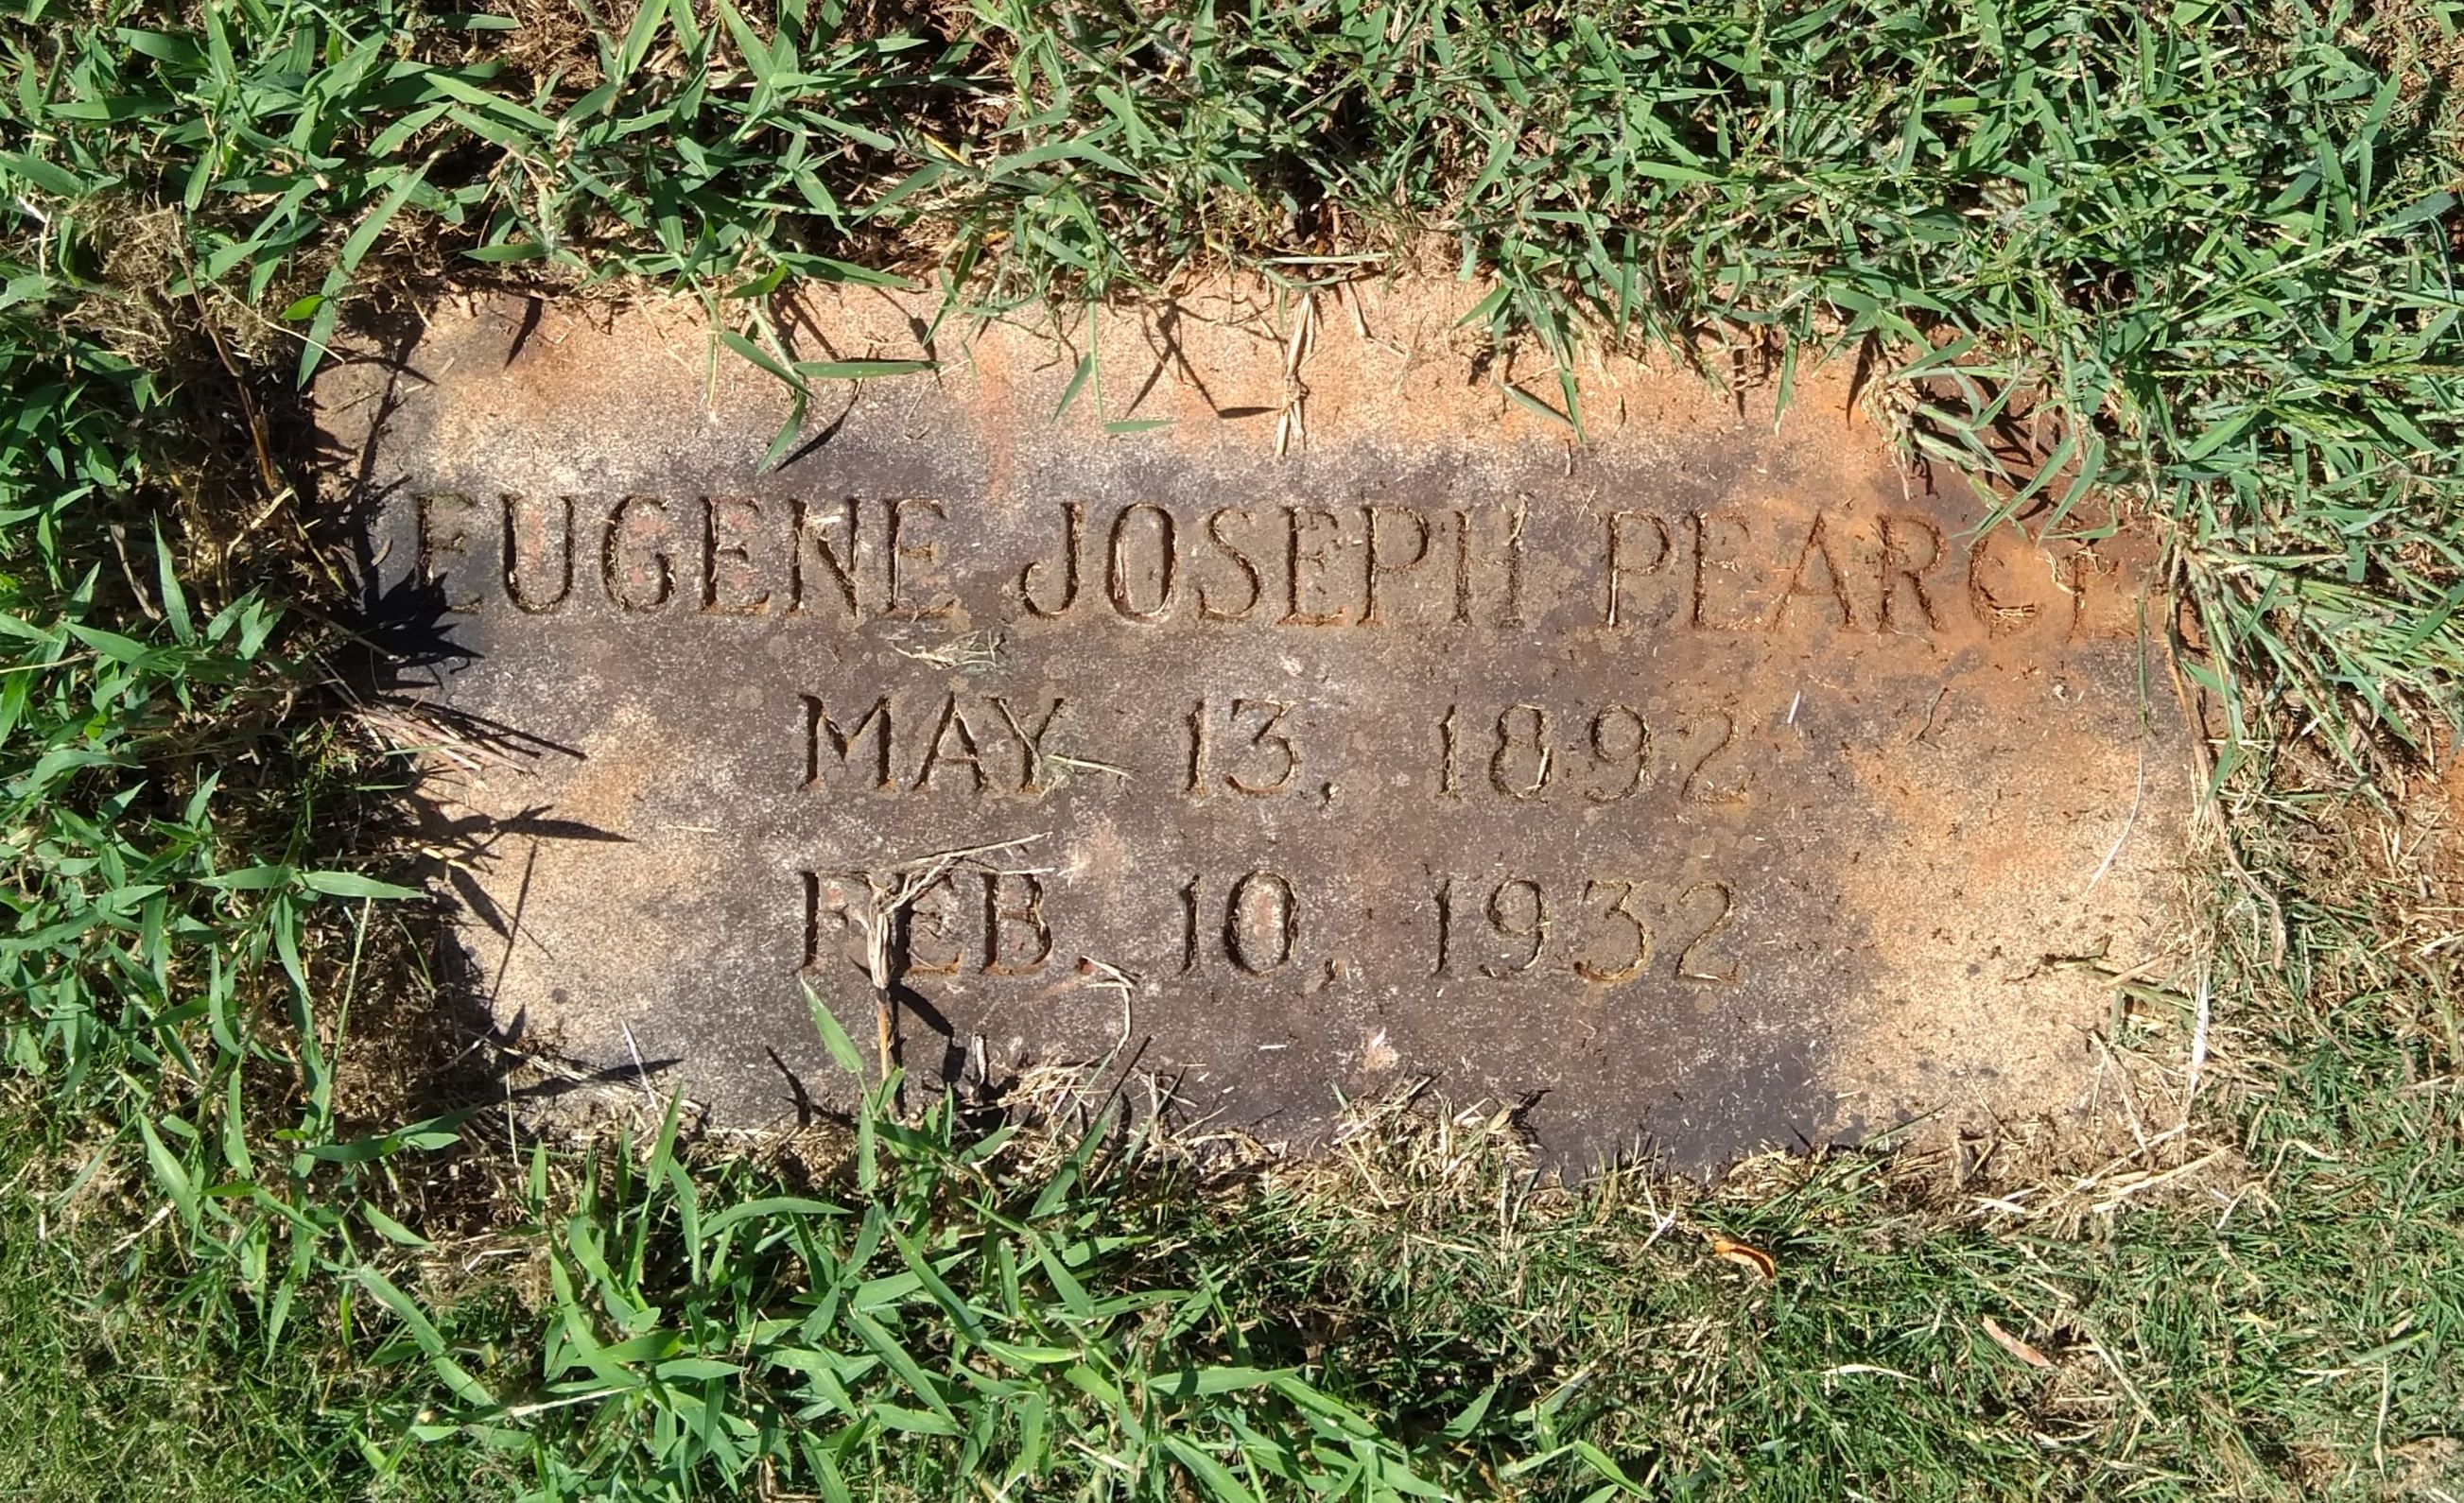 EUGENE JOSEPH PEARCE
MAY 13, 1892
FEB. 10, 1932